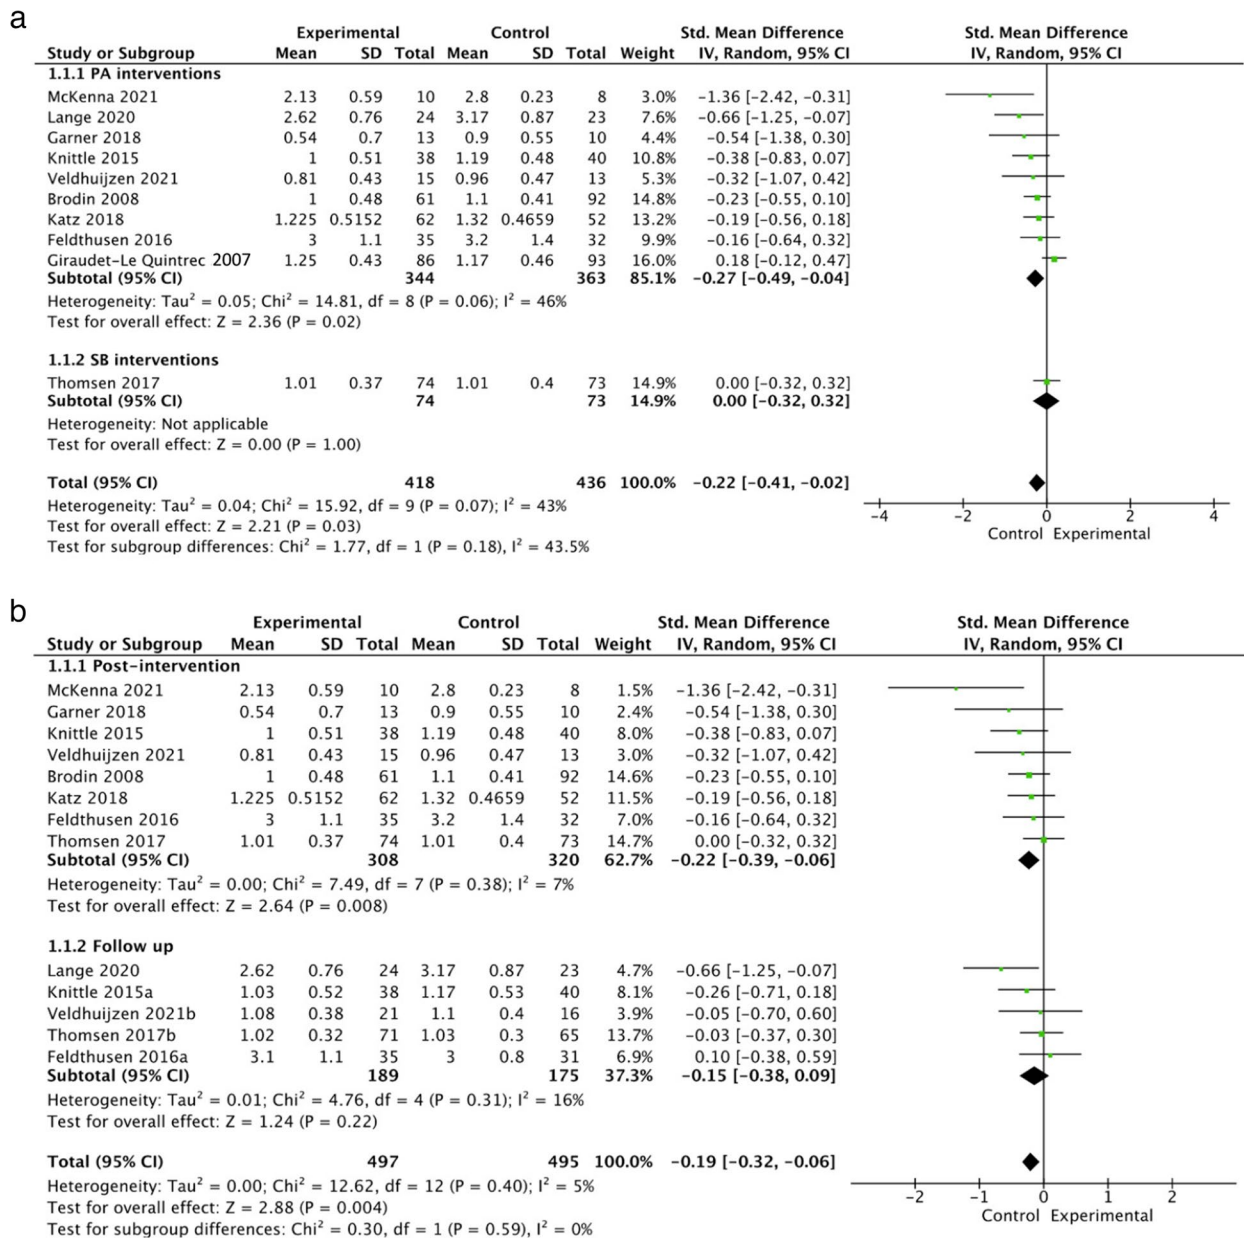 a
Experimental Control Std. Mean Difference Std. Mean Difference
Study or Subgroup Mean SD Total Mean SD Total Weight IV, Random, 95% CI IV, Random, 95% CI
1.1.1 PA interventions
McKenna 2021 2.13 0.59 10 2.8 0.23 8 3.0% −1.36 [−2.42, −0.31]
Lange 2020 2.62 0.76 24 3.17 0.87 23 7.6% −0.66 [−1.25, −0.07]
Garner 2018 0.54 0.7 13 0.9 0.55 10 4.4% −0.54 [−1.38, 0.30]
Knittle 2015 1 0.51 38 1.19 0.48 40 10.8% −0.38 [−0.83, 0.07]
Veldhuijzen 2021 0.81 0.43 15 0.96 0.47 13 5.3% −0.32 [−1.07, 0.42]
Brodin 2008 1 0.48 61 1.1 0.41 92 14.8% −0.23 [−0.55, 0.10]
Katz 2018 1.225 0.5152 62 1.32 0.4659 52 13.2% −0.19 [−0.56, 0.18]
Feldthusen 2016 3 1.1 35 3.2 1.4 32 9.9% −0.16 [−0.64, 0.32]
Giraudet-Le Quintrec 2007 1.25 0.43 86 1.17 0.46 93 16.0% 0.18 [−0.12, 0.47]
Subtotal (95% CI) 344 363 85.1% −0.27 [−0.49, −0.04]
Heterogeneity: Tau² = 0.05; Chi² = 14.81, df = 8 (P = 0.06); I² = 46%
Test for overall effect: Z = 2.36 (P = 0.02)
1.1.2 SB interventions
Thomsen 2017 1.01 0.37 74 1.01 0.4 73 14.9% 0.00 [−0.32, 0.32]
Subtotal (95% CI) 74 73 14.9% 0.00 [−0.32, 0.32]
Heterogeneity: Not applicable
Test for overall effect: Z = 0.00 (P = 1.00)
Total (95% CI) 418 436 100.0% −0.22 [−0.41, −0.02]
Heterogeneity: Tau² = 0.04; Chi² = 15.92, df = 9 (P = 0.07); I² = 43%
−4 −2 0 2 4
Test for overall effect: Z = 2.21 (P = 0.03)
Control Experimental
Test for subgroup differences: Chi² = 1.77, df = 1 (P = 0.18), I² = 43.5%
b
Experimental Control Std. Mean Difference Std. Mean Difference
Study or Subgroup Mean SD Total Mean SD Total Weight IV, Random, 95% CI IV, Random, 95% CI
1.1.1 Post−intervention
McKenna 2021 2.13 0.59 10 2.8 0.23 8 1.5% −1.36 [−2.42, −0.31]
Garner 2018 0.54 0.7 13 0.9 0.55 10 2.4% −0.54 [−1.38, 0.30]
Knittle 2015 1 0.51 38 1.19 0.48 40 8.0% −0.38 [−0.83, 0.07]
Veldhuijzen 2021 0.81 0.43 15 0.96 0.47 13 3.0% −0.32 [−1.07, 0.42]
Brodin 2008 1 0.48 61 1.1 0.41 92 14.6% −0.23 [−0.55, 0.10]
Katz 2018 1.225 0.5152 62 1.32 0.4659 52 11.5% −0.19 [−0.56, 0.18]
Feldthusen 2016 3 1.1 35 3.2 1.4 32 7.0% −0.16 [−0.64, 0.32]
Thomsen 2017 1.01 0.37 74 1.01 0.4 73 14.7% 0.00 [−0.32, 0.32]
Subtotal (95% CI) 308 320 62.7% −0.22 [−0.39, −0.06]
Heterogeneity: Tau² = 0.00; Chi² = 7.49, df = 7 (P = 0.38); I² = 7%
Test for overall effect: Z = 2.64 (P = 0.008)
1.1.2 Follow up
Lange 2020 2.62 0.76 24 3.17 0.87 23 4.7% −0.66 [−1.25, −0.07]
Knittle 2015a 1.03 0.52 38 1.17 0.53 40 8.1% −0.26 [−0.71, 0.18]
Veldhuijzen 2021b 1.08 0.38 21 1.1 0.4 16 3.9% −0.05 [−0.70, 0.60]
Thomsen 2017b 1.02 0.32 71 1.03 0.3 65 13.7% −0.03 [−0.37, 0.30]
Feldthusen 2016a 3.1 1.1 35 3 0.8 31 6.9% 0.10 [−0.38, 0.59]
Subtotal (95% CI) 189 175 37.3% −0.15 [−0.38, 0.09]
Heterogeneity: Tau² = 0.01; Chi² = 4.76, df = 4 (P = 0.31); I² = 16%
Test for overall effect: Z = 1.24 (P = 0.22)
Total (95% CI) 497 495 100.0% −0.19 [−0.32, −0.06]
Heterogeneity: Tau² = 0.00; Chi² = 12.62, df = 12 (P = 0.40); I² = 5%
−2 −1 0 1 2
Test for overall effect: Z = 2.88 (P = 0.004)
Control Experimental
Test for subgroup differences: Chi² = 0.30, df = 1 (P = 0.59), I² = 0%